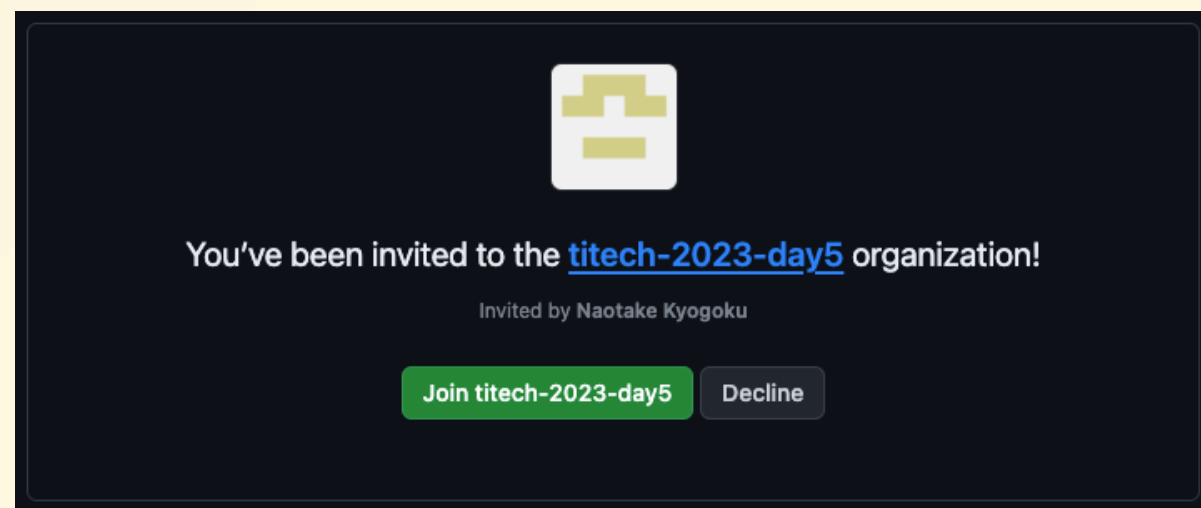 You’ve been invited to the titech-2023-day5 organization!
Invited by Naotake Kyogoku
Join titech-2023-day5 Decline